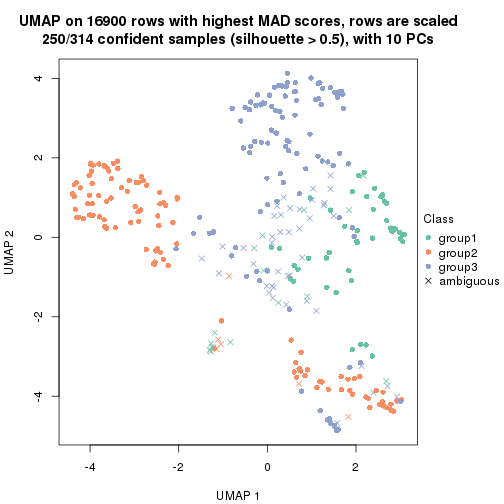 UMAP on 16900 rows with highest MAD scores, rows are scaled
250/314 confident samples (silhouette > 0.5), with 10 PCs
4
2
0
-2
-4
UMAP 2
-4
-2
0
2
UMAP 1
Class
group1
group2
group3
ambiguous